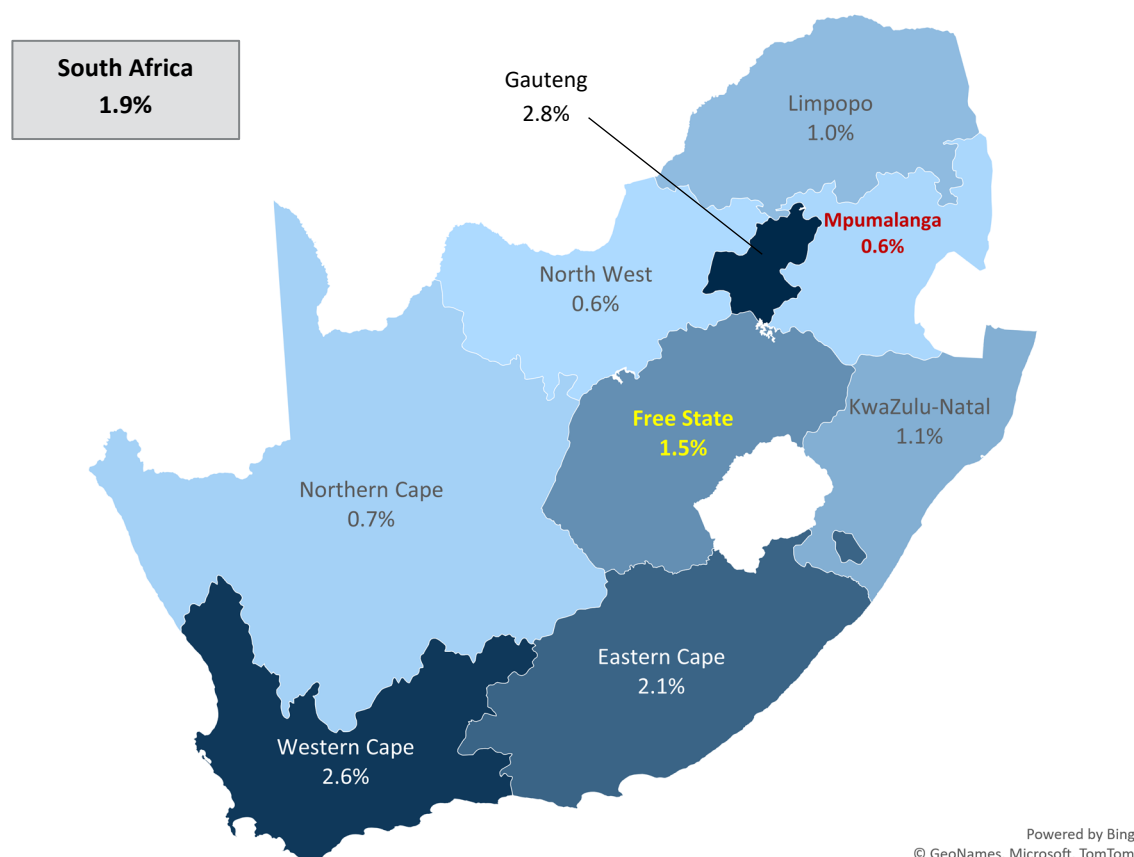 South Africa
1.9%
Gauteng
2.8%
Limpopo
1.0%
Mpumalanga
0.6%
North West
0.6%
Free State
1.5%
KwaZulu-Natal
1.1%
Northern Cape
0.7%
Eastern Cape
2.1%
Western Cape
2.6%
Powered by Bing
© GeoNames, Microsoft, TomTom